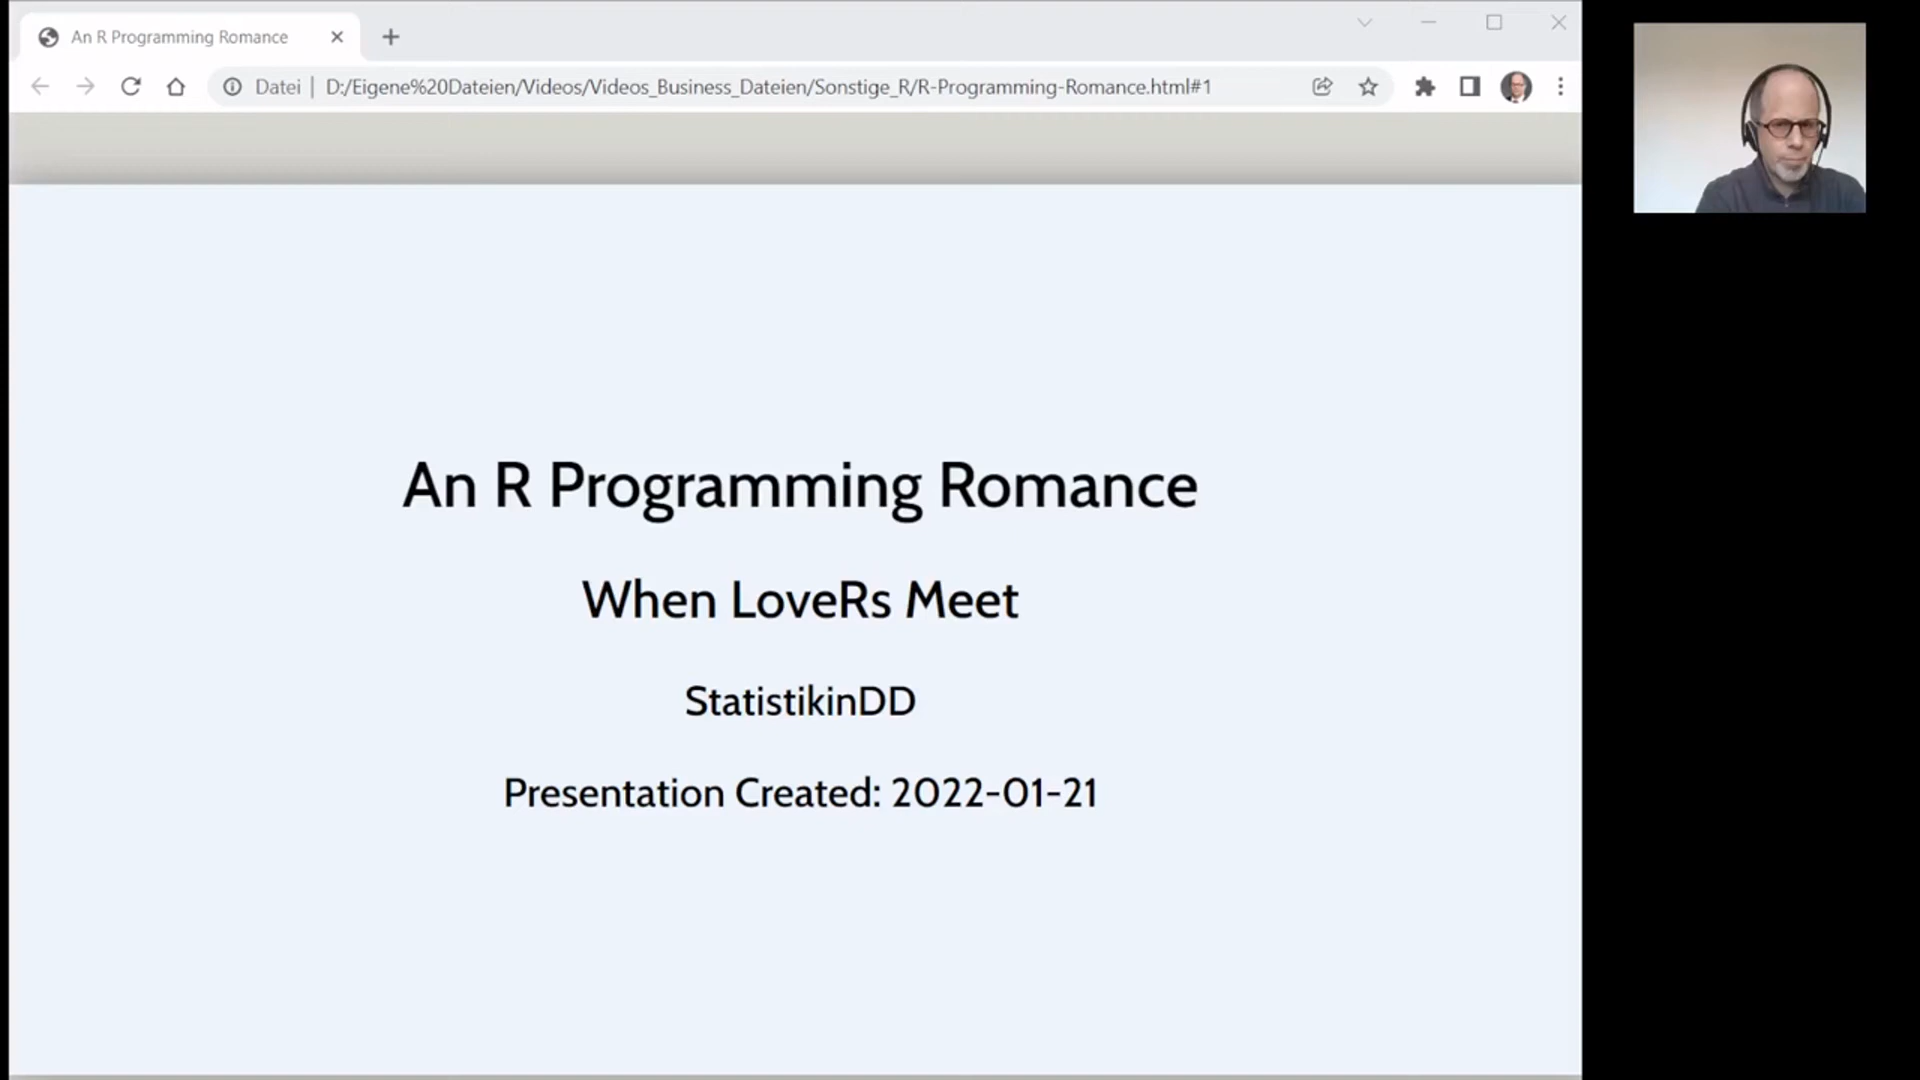 An R Programming Romance
Datei | D:/Eigene%20Dateien/Videos/Videos_Business_Dateien/Sonstige_R/R-Programming-Romance.html#1
An R Programming Romance
When LoveRs Meet
StatistikinDD
Presentation Created: 2022-01-21